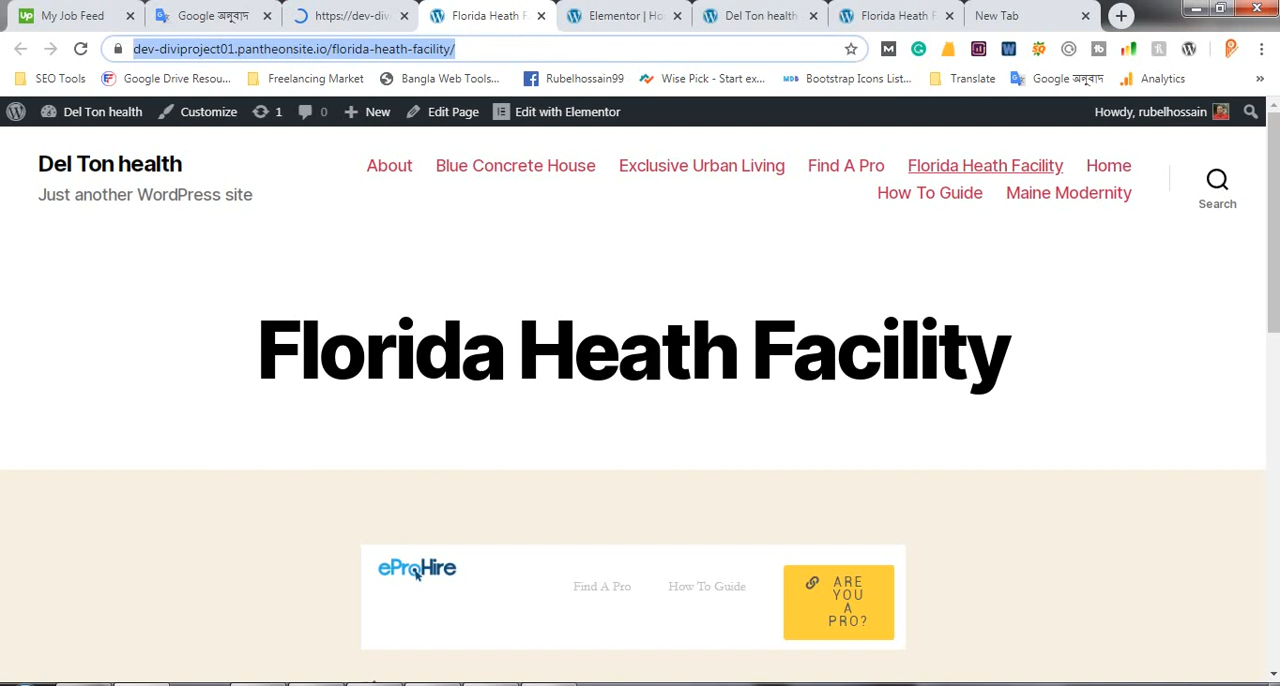 My Job Feed
Google অনুবাদ
https://dev-div
Florida Heath F
Elementor | Ho
Del Ton health
Florida Heath F
New Tab
dev-diviproject01.pantheonsite.io/florida-heath-facility/
SEO Tools
Google Drive Resou...
Freelancing Market
Bangla Web Tools...
Rubelhossain99
Wise Pick - Start ex...
MDB Bootstrap Icons List...
Translate
Google অনুবাদ
Analytics
»
Del Ton health
Customize
1
0
New
Edit Page
Edit with Elementor
Howdy, rubelhossain
Del Ton health
Just another WordPress site
About
Blue Concrete House
Exclusive Urban Living
Find A Pro
Florida Heath Facility
Home
How To Guide
Maine Modernity
Search
Florida Heath Facility
eProHire
Find A Pro
How To Guide
ARE
YOU
A
PRO?